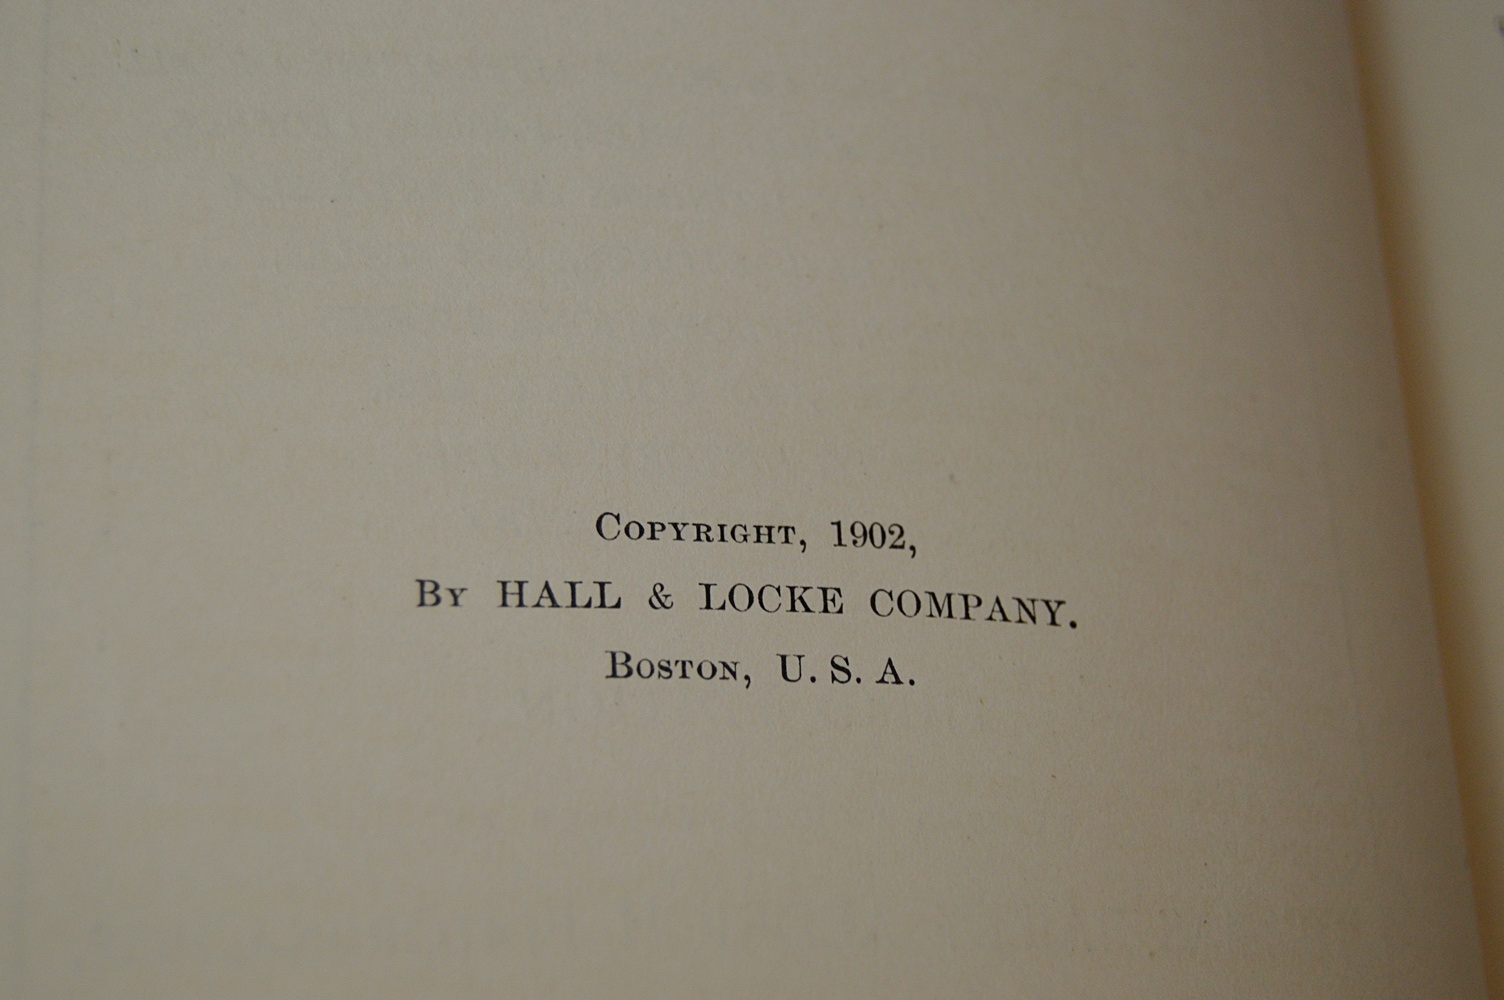 Copyright, 1902,
By HALL & LOCKE COMPANY.
Boston, U. S. A.